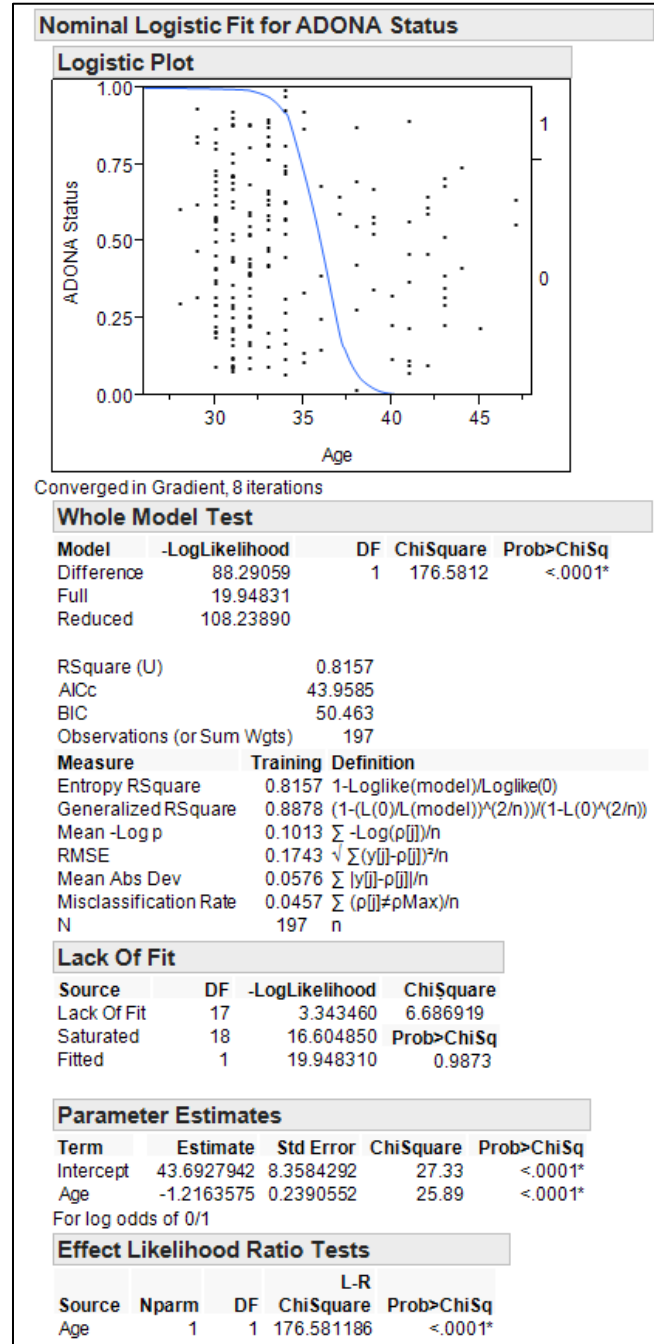 Nominal Logistic Fit for ADONA Status
Logistic Plot
1.00
0.75
0.50
0.25
0.00
ADONA Status
1
0
30 35 40 45
Age
Converged in Gradient, 8 iterations
Whole Model Test
Model -LogLikelihood DF ChiSquare Prob>ChiSq
Difference 88.29059 1 176.5812 <.0001*
Full 19.94831
Reduced 108.23890
RSquare (U) 0.8157
AICc 43.9585
BIC 50.463
Observations (or Sum Wgts) 197
Measure Training Definition
Entropy RSquare 0.8157 1-Loglike(model)/Loglike(0)
Generalized RSquare 0.8878 (1-(L(0)/L(model))^(2/n))/(1-L(0)^(2/n))
Mean -Log p 0.1013 ∑ -Log(ρ[j])/n
RMSE 0.1743 √ ∑(y[j]-ρ[j])²/n
Mean Abs Dev 0.0576 ∑ |y[j]-ρ[j]|/n
Misclassification Rate 0.0457 ∑ (ρ[j]≠ρMax)/n
N 197 n
Lack Of Fit
Source DF -LogLikelihood ChiSquare
Lack Of Fit 17 3.343460 6.686919
Saturated 18 16.604850 Prob>ChiSq
Fitted 1 19.948310 0.9873
Parameter Estimates
Term Estimate Std Error ChiSquare Prob>ChiSq
Intercept 43.6927942 8.3584292 27.33 <.0001*
Age -1.2163575 0.2390552 25.89 <.0001*
For log odds of 0/1
Effect Likelihood Ratio Tests
L-R
Source Nparm DF ChiSquare Prob>ChiSq
Age 1 1 176.581186 <.0001*